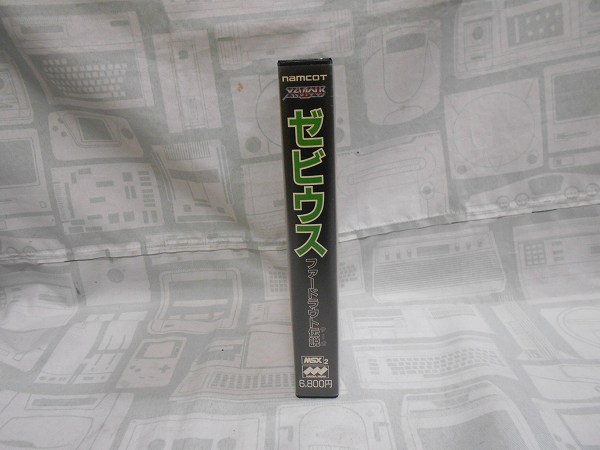 namcoT
XEVIOUS
ゼビウス
ファードラウト伝説
MSX2
6,800円